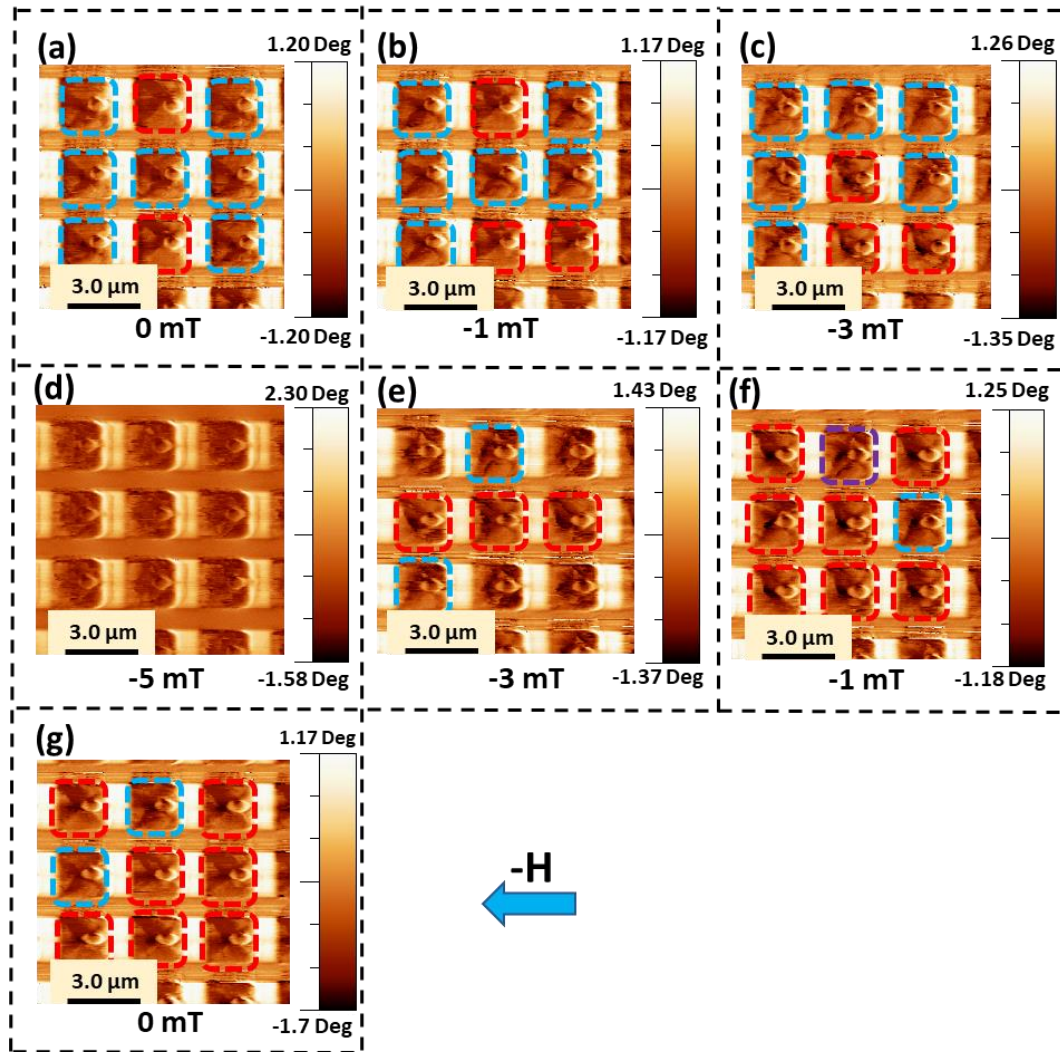 (a)
1.20 Deg
3.0 µm
0 mT
-1.20 Deg
(b)
1.17 Deg
3.0 µm
-1 mT
-1.17 Deg
(c)
1.26 Deg
3.0 µm
-3 mT
-1.35 Deg
(d)
2.30 Deg
3.0 µm
-5 mT
-1.58 Deg
(e)
1.43 Deg
3.0 µm
-3 mT
-1.37 Deg
(f)
1.25 Deg
3.0 µm
-1 mT
-1.18 Deg
(g)
1.17 Deg
3.0 µm
0 mT
-1.7 Deg
-H